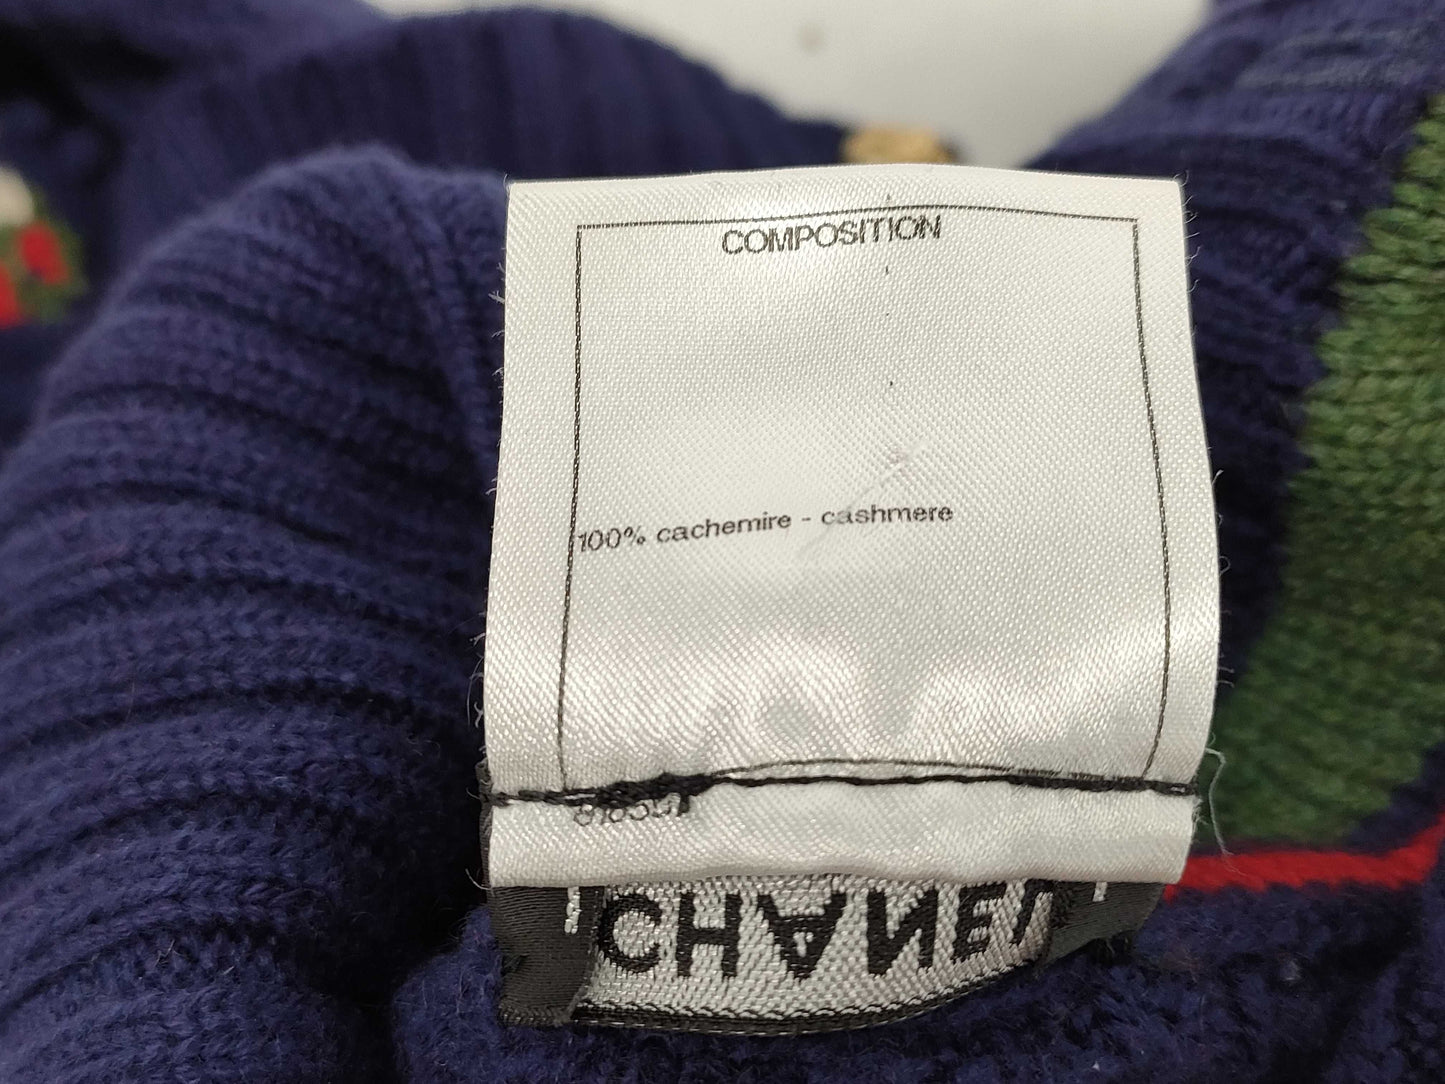 COMPOSITION
100% cachemire - cashmere
CHANEL